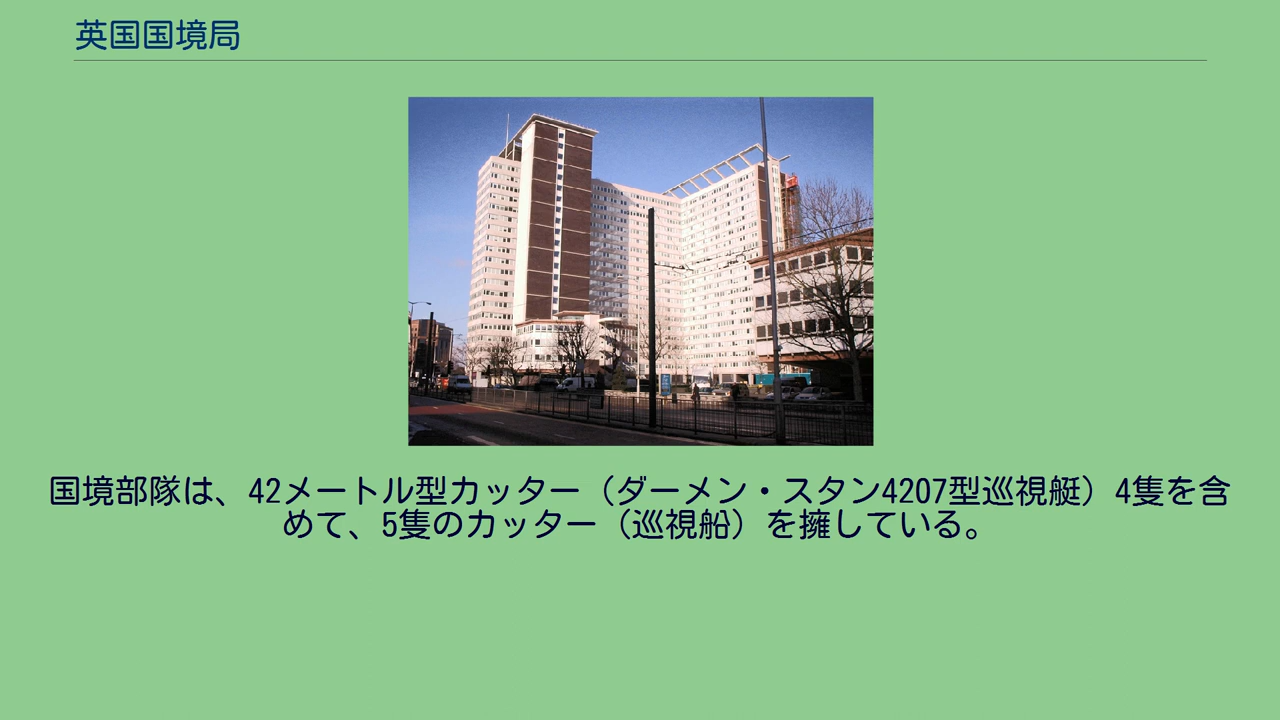 英国国境局
国境部隊は、42メートル型カッター（ダーメン・スタン4207型巡視艇）4隻を含
めて、5隻のカッター（巡視船）を擁している。